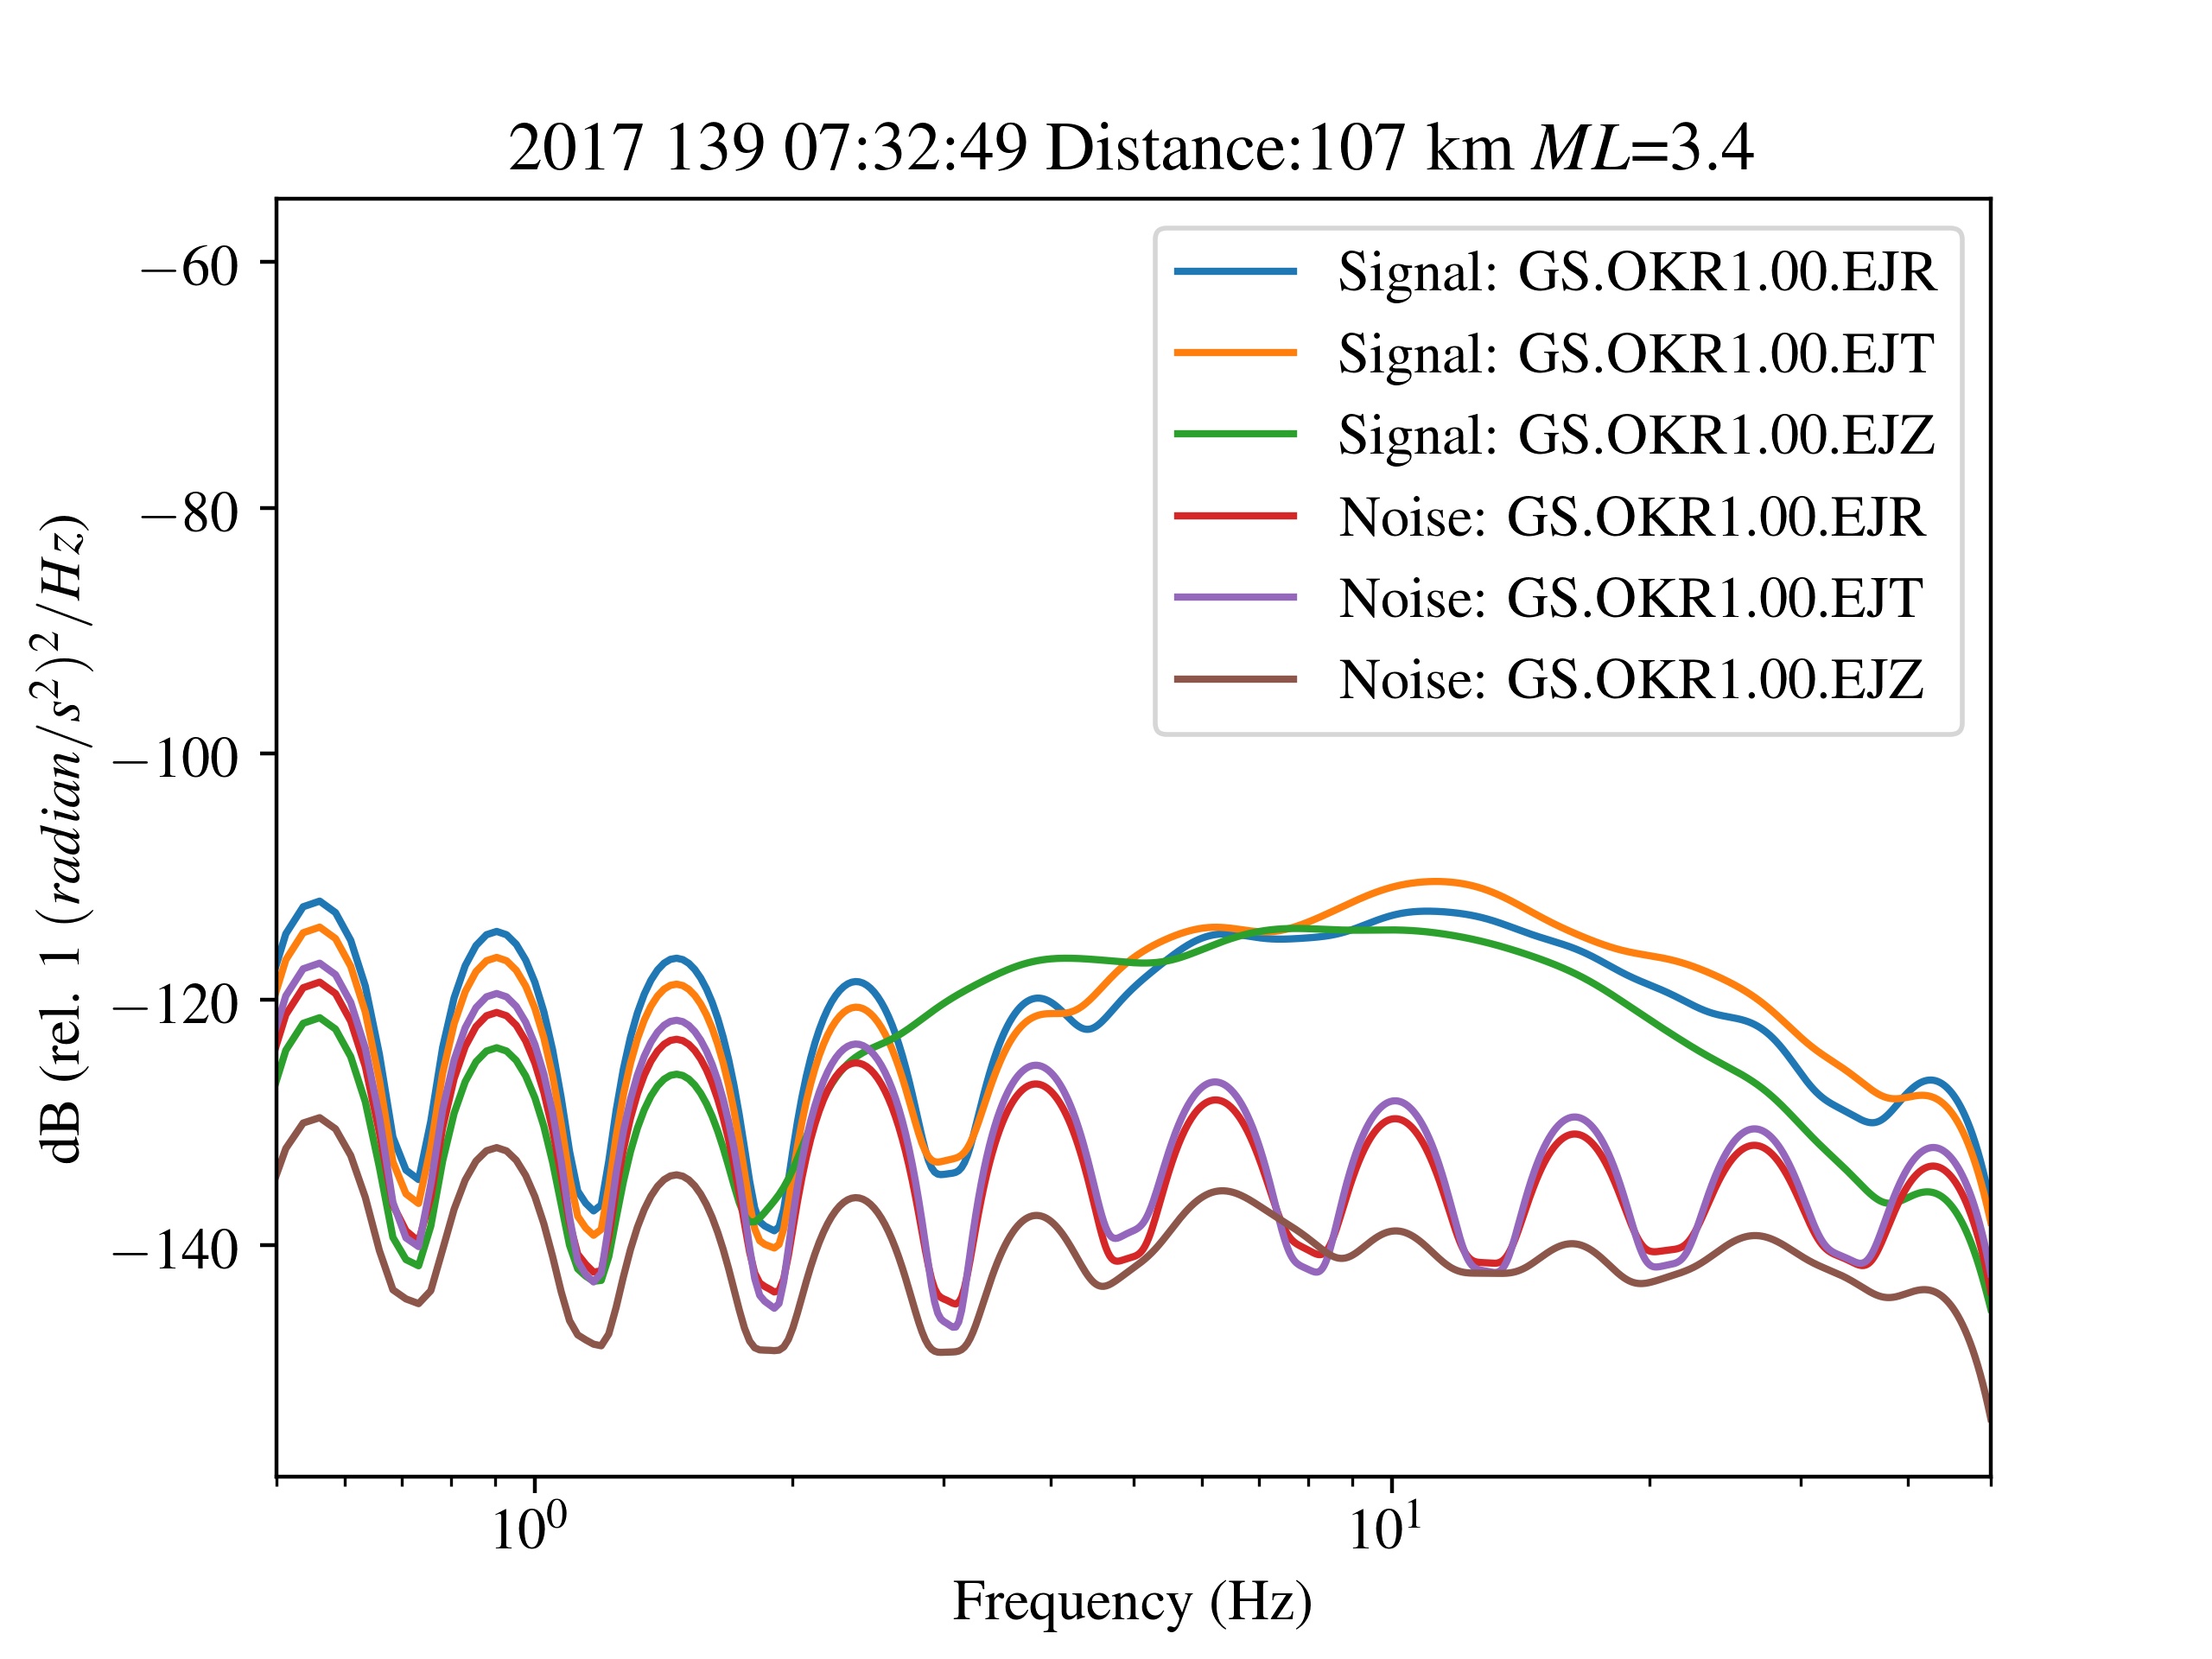 2017 139 07:32:49 Distance:107 km ML=3.4
Signal: GS.OKR1.00.EJR
Signal: GS.OKR1.00.EJT
Signal: GS.OKR1.00.EJZ
Noise: GS.OKR1.00.EJR
Noise: GS.OKR1.00.EJT
Noise: GS.OKR1.00.EJZ
dB (rel. 1 (radian/s²)²/Hz)
−60
−80
−100
−120
−140
10⁰
10¹
Frequency (Hz)